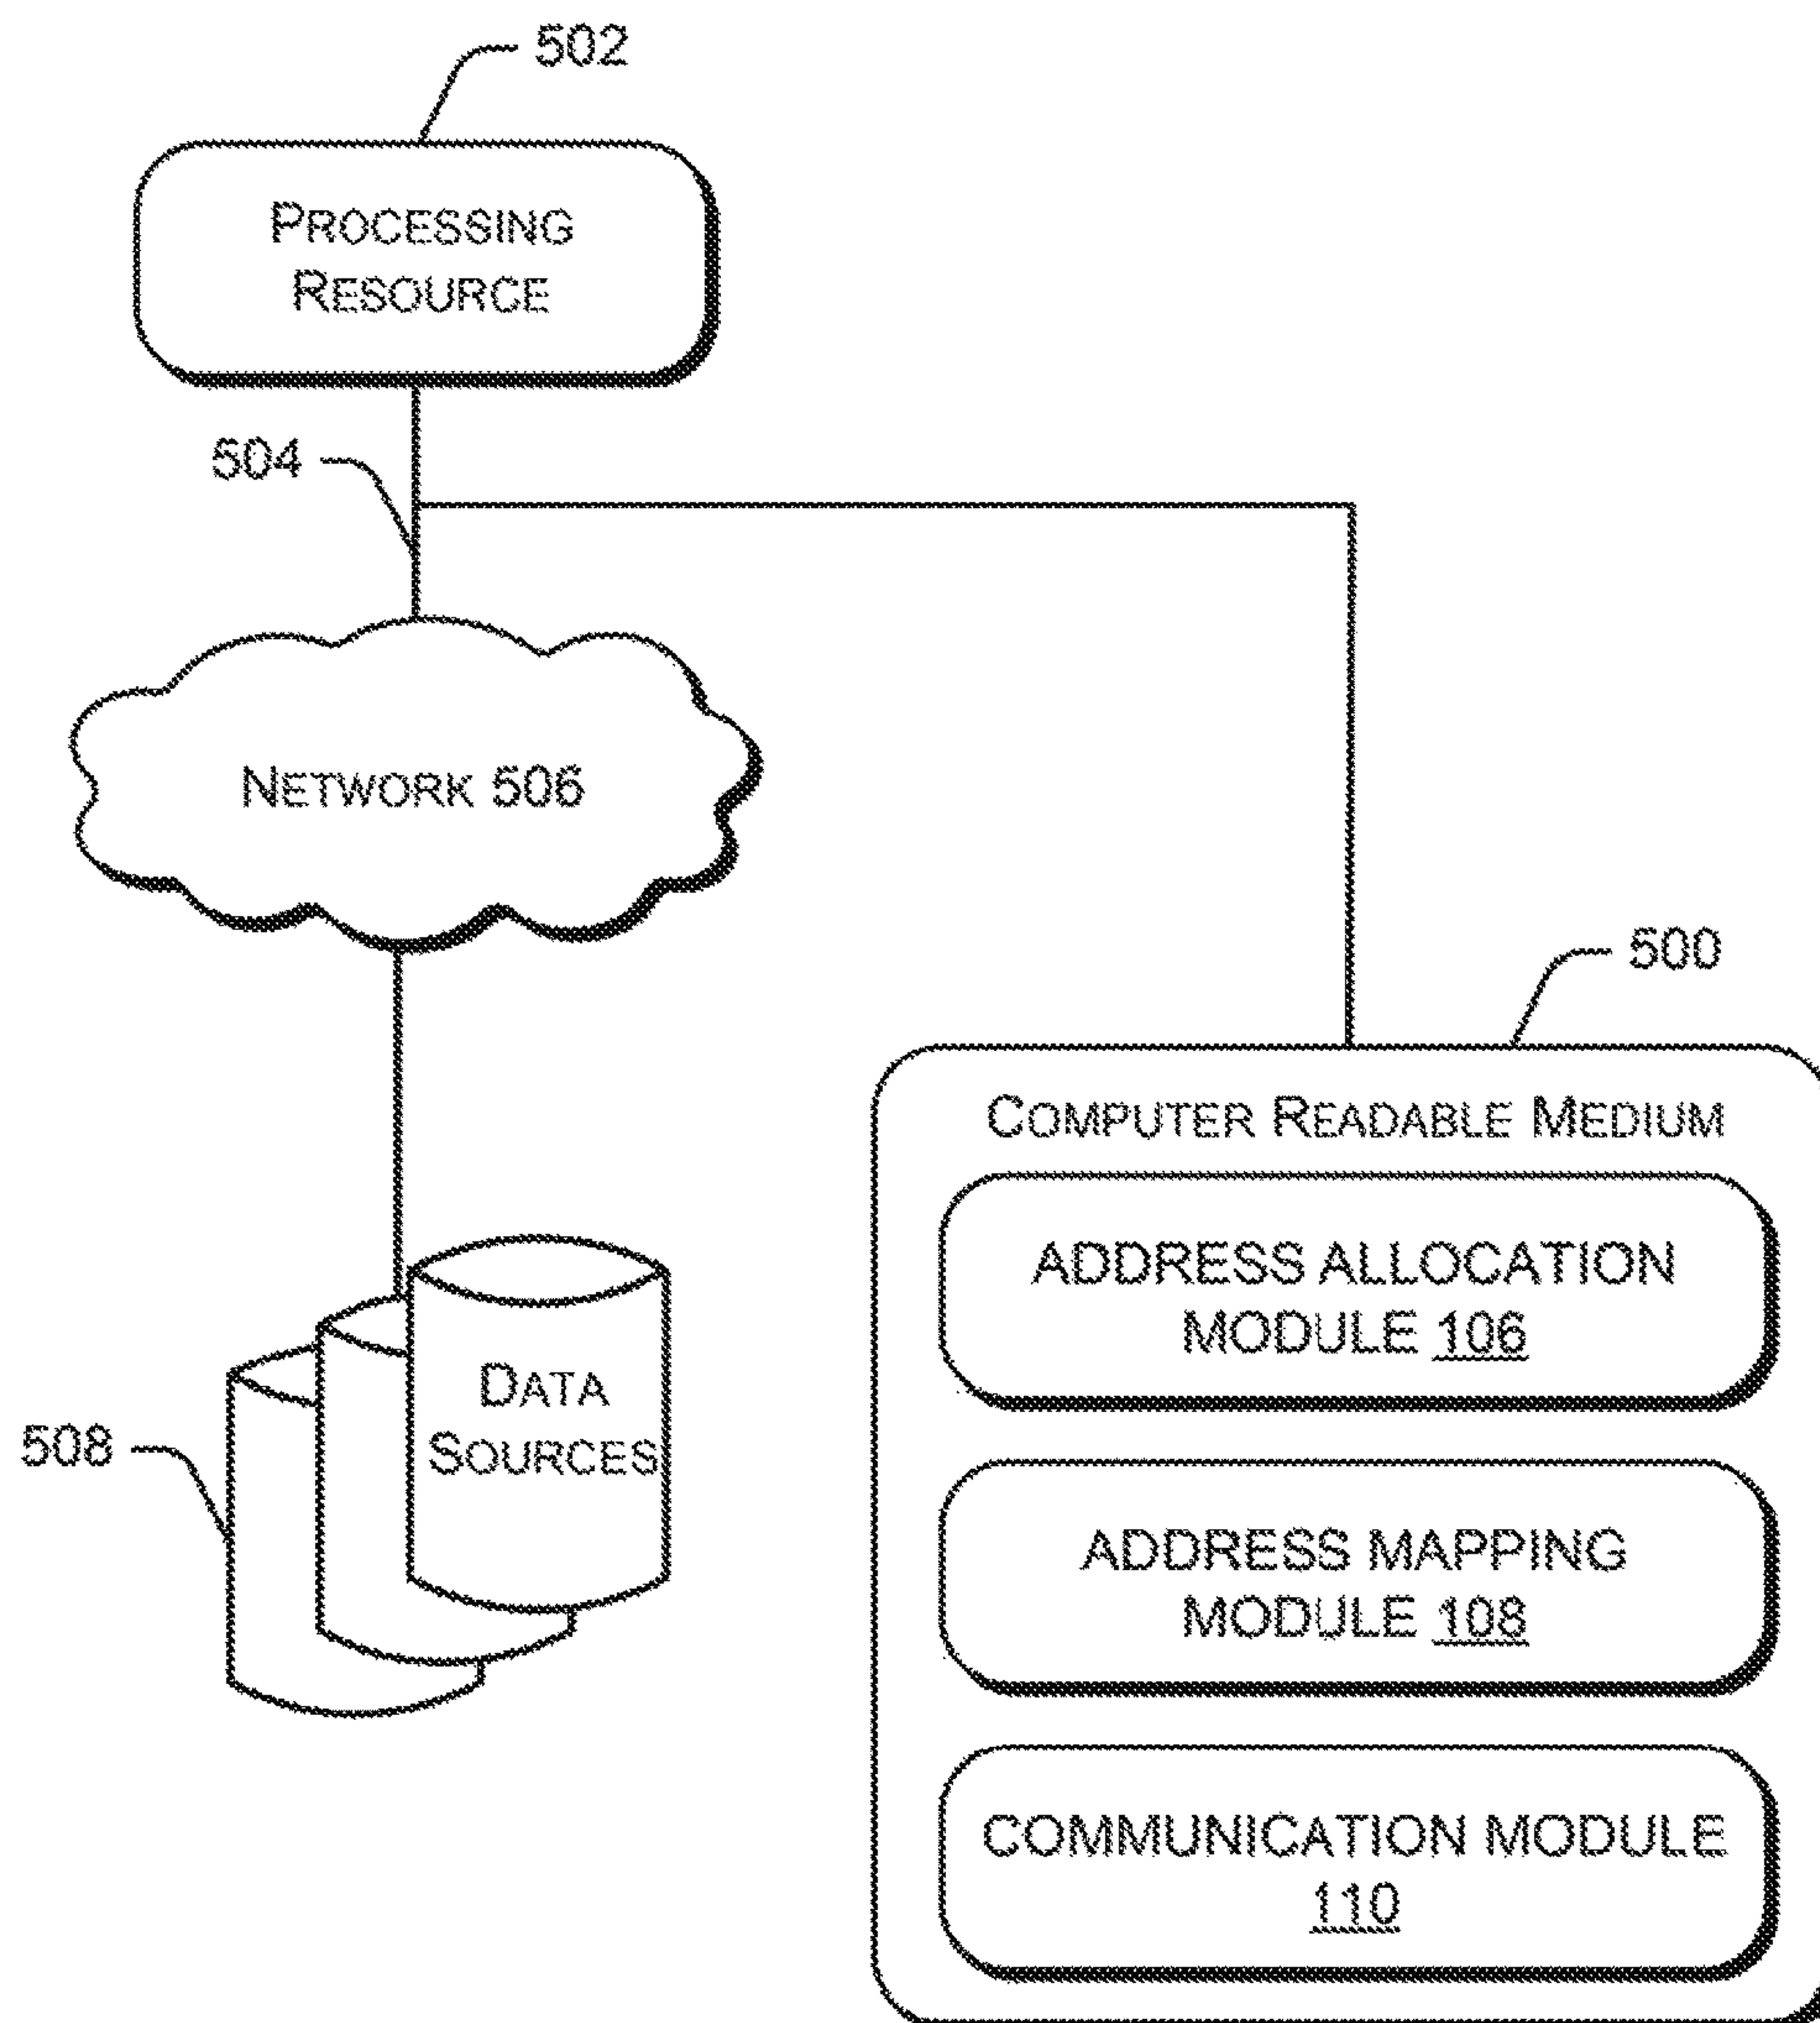 502
PROCESSING
RESOURCE
504
NETWORK 506
500
COMPUTER READABLE MEDIUM
ADDRESS ALLOCATION
MODULE 106
DATA
SOURCES
508
ADDRESS MAPPING
MODULE 108
COMMUNICATION MODULE
110